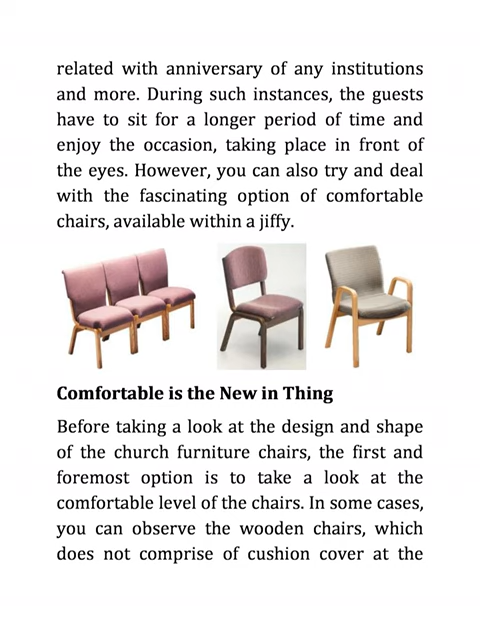 related with anniversary of any institutions
and more. During such instances, the guests
have to sit for a longer period of time and
enjoy the occasion, taking place in front of
the eyes. However, you can also try and deal
with the fascinating option of comfortable
chairs, available within a jiffy.
Comfortable is the New in Thing
Before taking a look at the design and shape
of the church furniture chairs, the first and
foremost option is to take a look at the
comfortable level of the chairs. In some cases,
you can observe the wooden chairs, which
does not comprise of cushion cover at the